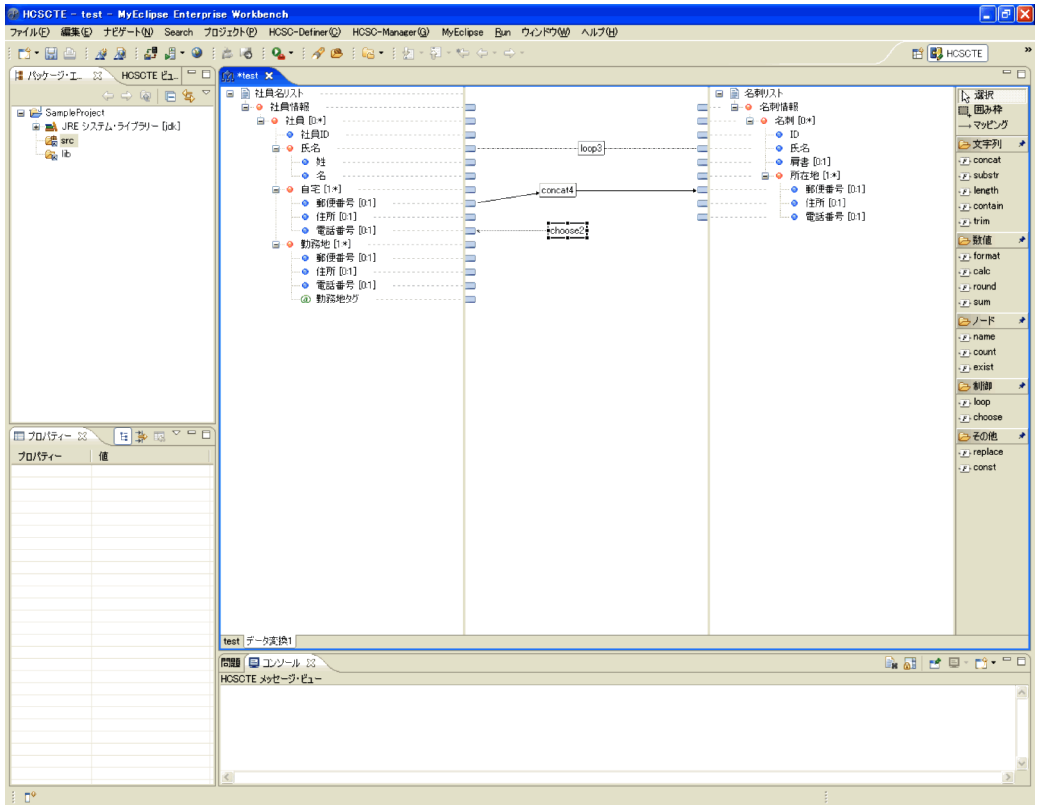 HCSCTE - test - MyEclipse Enterprise Workbench
ファイル(F) 編集(E) ナビゲート(N) Search プロジェクト(P) HCSC-Definer(Q) HCSC-Manager(G) MyEclipse Run ウィンドウ(W) ヘルプ(H)
HCSCTE
パッケージ・エ...
HCSCTE ビュ...
SampleProject
JRE システム・ライブラリー [jdk]
src
lib
*test
社員名リスト
社員情報
社員 [0:*]
社員ID
氏名
姓
名
自宅 [1:*]
郵便番号 [0:1]
住所 [0:1]
電話番号 [0:1]
勤務地 [1:*]
郵便番号 [0:1]
住所 [0:1]
電話番号 [0:1]
勤務地タグ
loop3
concat4
choose2
名刺リスト
名刺情報
名刺 [0:*]
ID
氏名
肩書 [0:1]
所在地 [1:*]
郵便番号 [0:1]
住所 [0:1]
電話番号 [0:1]
選択
囲み枠
マッピング
文字列
concat
substr
length
contain
trim
数値
format
calc
round
sum
ノード
name
count
exist
制御
loop
choose
その他
replace
const
プロパティー
プロパティー 値
test データ変換1
問題 コンソール
HCSCTE メッセージ・ビュー